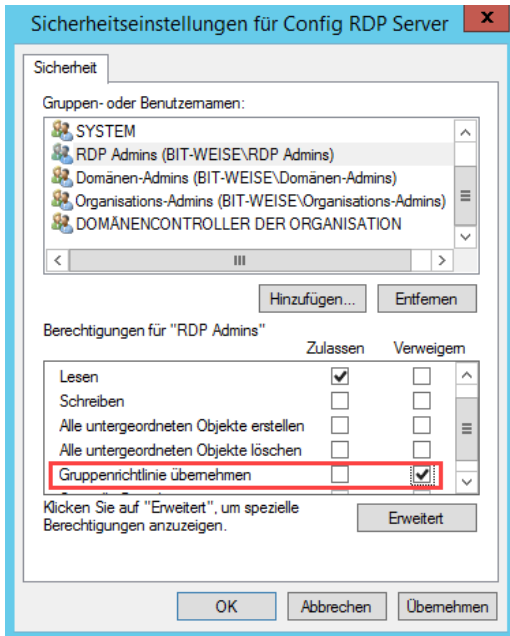 Sicherheitseinstellungen für Config RDP Server
x
Sicherheit
Gruppen- oder Benutzernamen:
SYSTEM
RDP Admins (BIT-WEISE\RDP Admins)
Domänen-Admins (BIT-WEISE\Domänen-Admins)
Organisations-Admins (BIT-WEISE\Organisations-Admins)
DOMÄNENCONTROLLER DER ORGANISATION
Hinzufügen... Entfernen
Berechtigungen für "RDP Admins"
Zulassen Verweigern
Lesen
Schreiben
Alle untergeordneten Objekte erstellen
Alle untergeordneten Objekte löschen
Gruppenrichtlinie übernehmen
Klicken Sie auf "Erweitert", um spezielle
Berechtigungen anzuzeigen.
Erweitert
OK Abbrechen Übernehmen